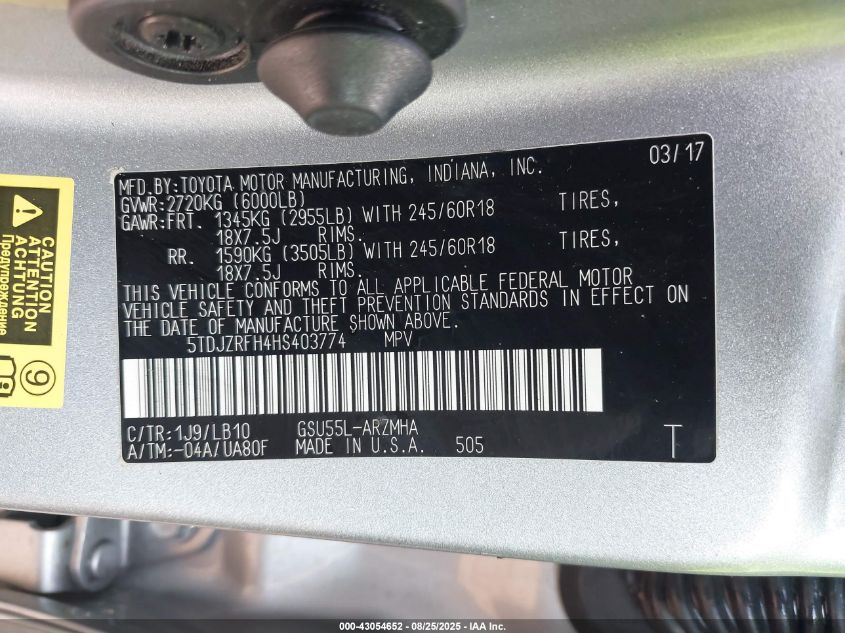 MFD.BY:TOYOTA MOTOR MANUFACTURING, INDIANA, INC. 03/17
GVWR:2720KG (6000LB)
GAWR:FRT. 1345KG (2955LB) WITH 245/60R18 TIRES,
18X7.5J RIMS.
RR. 1590KG (3505LB) WITH 245/60R18 TIRES,
18X7.5J RIMS.
THIS VEHICLE CONFORMS TO ALL APPLICABLE FEDERAL MOTOR
VEHICLE SAFETY AND THEFT PREVENTION STANDARDS IN EFFECT ON
THE DATE OF MANUFACTURE SHOWN ABOVE.
5TDJZRFH4HS403774 MPV
C/TR:1J9/LB10 GSU55L-ARZMHA
A/TM:-04A/UA80F MADE IN U.S.A. 505 T
CAUTION
ATTENTION
ACHTUNG
Предупреждение
9
000-43054652 - 08/25/2025 - IAA Inc.